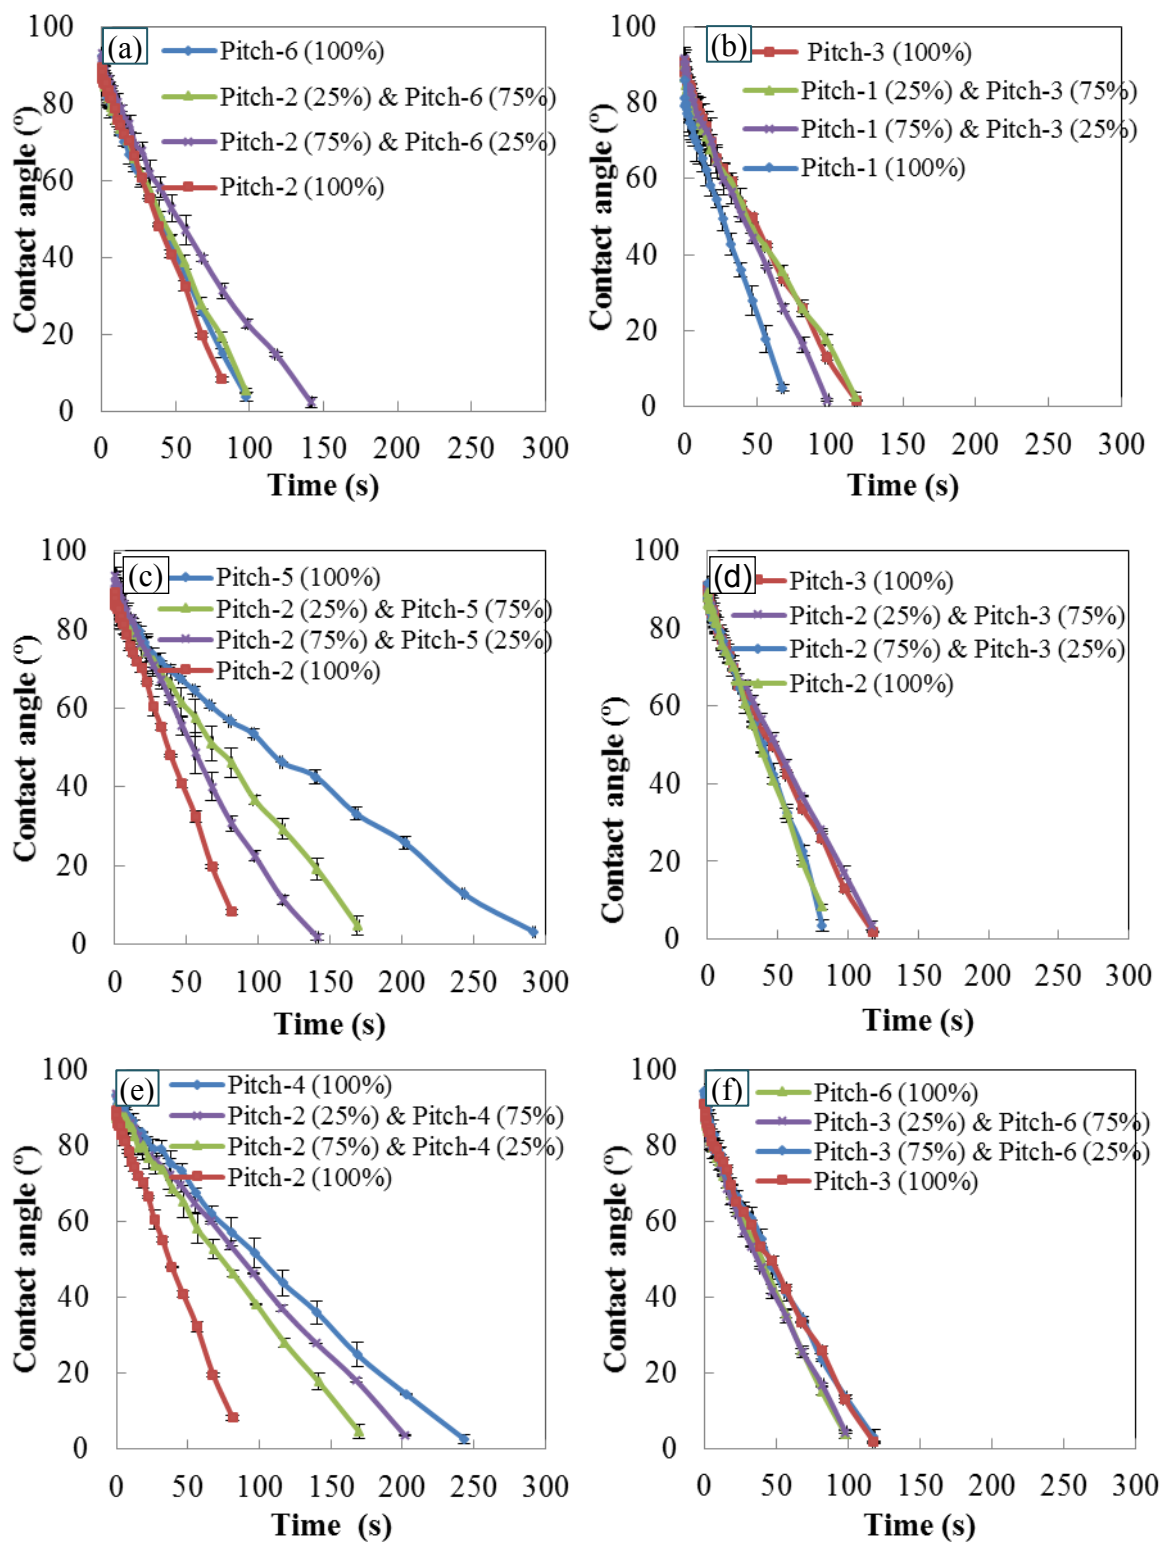 (a)
Pitch-6 (100%)
Pitch-2 (25%) & Pitch-6 (75%)
Pitch-2 (75%) & Pitch-6 (25%)
Pitch-2 (100%)
Contact angle (º)
100
80
60
40
20
0
0 50 100 150 200 250 300
Time (s)
(b)
Pitch-3 (100%)
Pitch-1 (25%) & Pitch-3 (75%)
Pitch-1 (75%) & Pitch-3 (25%)
Pitch-1 (100%)
Contact angle (º)
100
80
60
40
20
0
0 50 100 150 200 250 300
Time (s)
(c)
Pitch-5 (100%)
Pitch-2 (25%) & Pitch-5 (75%)
Pitch-2 (75%) & Pitch-5 (25%)
Pitch-2 (100%)
Contact angle (º)
100
80
60
40
20
0
0 50 100 150 200 250 300
Time (s)
(d)
Pitch-3 (100%)
Pitch-2 (25%) & Pitch-3 (75%)
Pitch-2 (75%) & Pitch-3 (25%)
Pitch-2 (100%)
Contact angle (º)
100
80
60
40
20
0
0 50 100 150 200 250 300
Time (s)
(e)
Pitch-4 (100%)
Pitch-2 (25%) & Pitch-4 (75%)
Pitch-2 (75%) & Pitch-4 (25%)
Pitch-2 (100%)
Contact angle (º)
100
80
60
40
20
0
0 50 100 150 200 250 300
Time (s)
(f)
Pitch-6 (100%)
Pitch-3 (25%) & Pitch-6 (75%)
Pitch-3 (75%) & Pitch-6 (25%)
Pitch-3 (100%)
Contact angle (º)
100
80
60
40
20
0
0 50 100 150 200 250 300
Time (s)